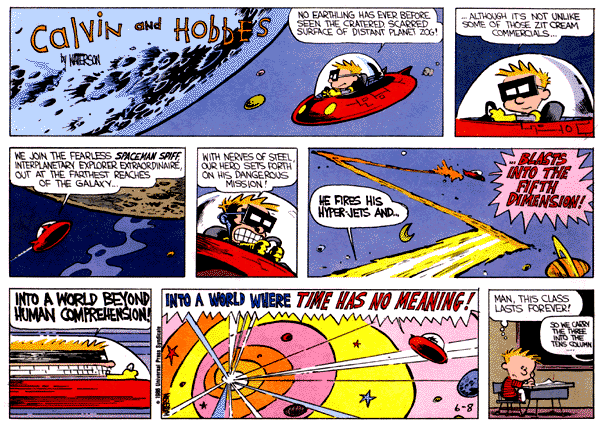 Calvin and Hobbes
by WATTERSON
NO EARTHLING HAS EVER BEFORE
SEEN THE CRATERED SCARRED
SURFACE OF DISTANT PLANET ZOG!
...ALTHOUGH IT'S NOT UNLIKE
SOME OF THOSE ZIT CREAM
COMMERCIALS...
WE JOIN THE FEARLESS SPACEMAN SPIFF,
INTERPLANETARY EXPLORER EXTRAORDINAIRE,
OUT AT THE FARTHEST REACHES
OF THE GALAXY...
WITH NERVES OF STEEL,
OUR HERO SETS FORTH
ON HIS DANGEROUS
MISSION!
HE FIRES HIS
HYPER-JETS AND...
...BLASTS
INTO THE
FIFTH
DIMENSION!
INTO A WORLD BEYOND
HUMAN COMPREHENSION!
INTO A WORLD WHERE TIME HAS NO MEANING!
© 1986 Universal Press Syndicate
WATTERSON
6-8
MAN, THIS CLASS
LASTS FOREVER!
SO WE CARRY
THE THREE
INTO THE
TENS COLUMN
....